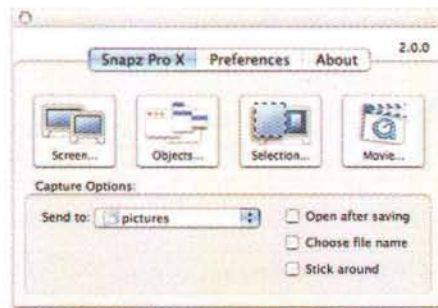 2.0.0
Snapz Pro X Preferences About
Screen... Objects... Selection... Movie...
Capture Options:
Send to: pictures
Open after saving
Choose file name
Stick around